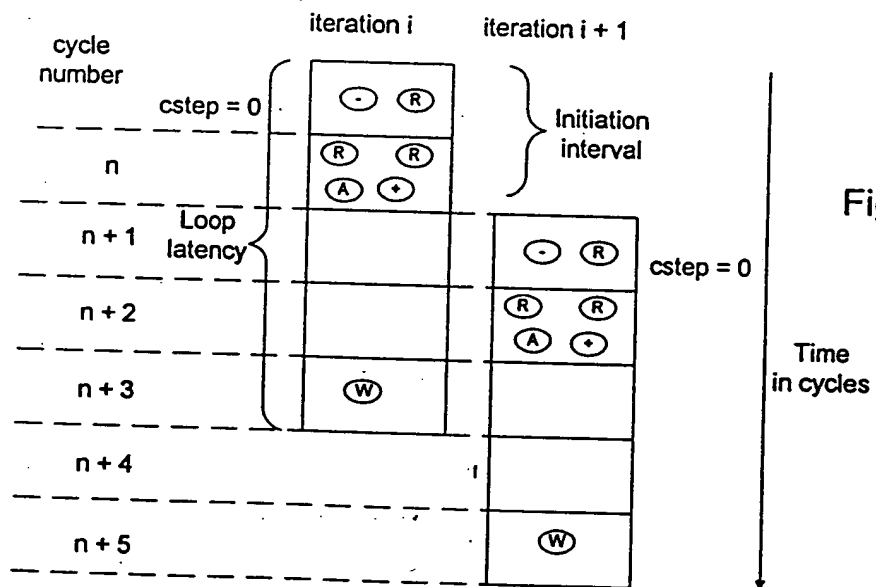 iteration i
iteration i + 1
cycle
number
cstep = 0
- R
Initiation
interval
n
R R
A +
Fi
n + 1
Loop
latency
- R
cstep = 0
n + 2
R R
A +
Time
in cycles
n + 3
W
n + 4
n + 5
W